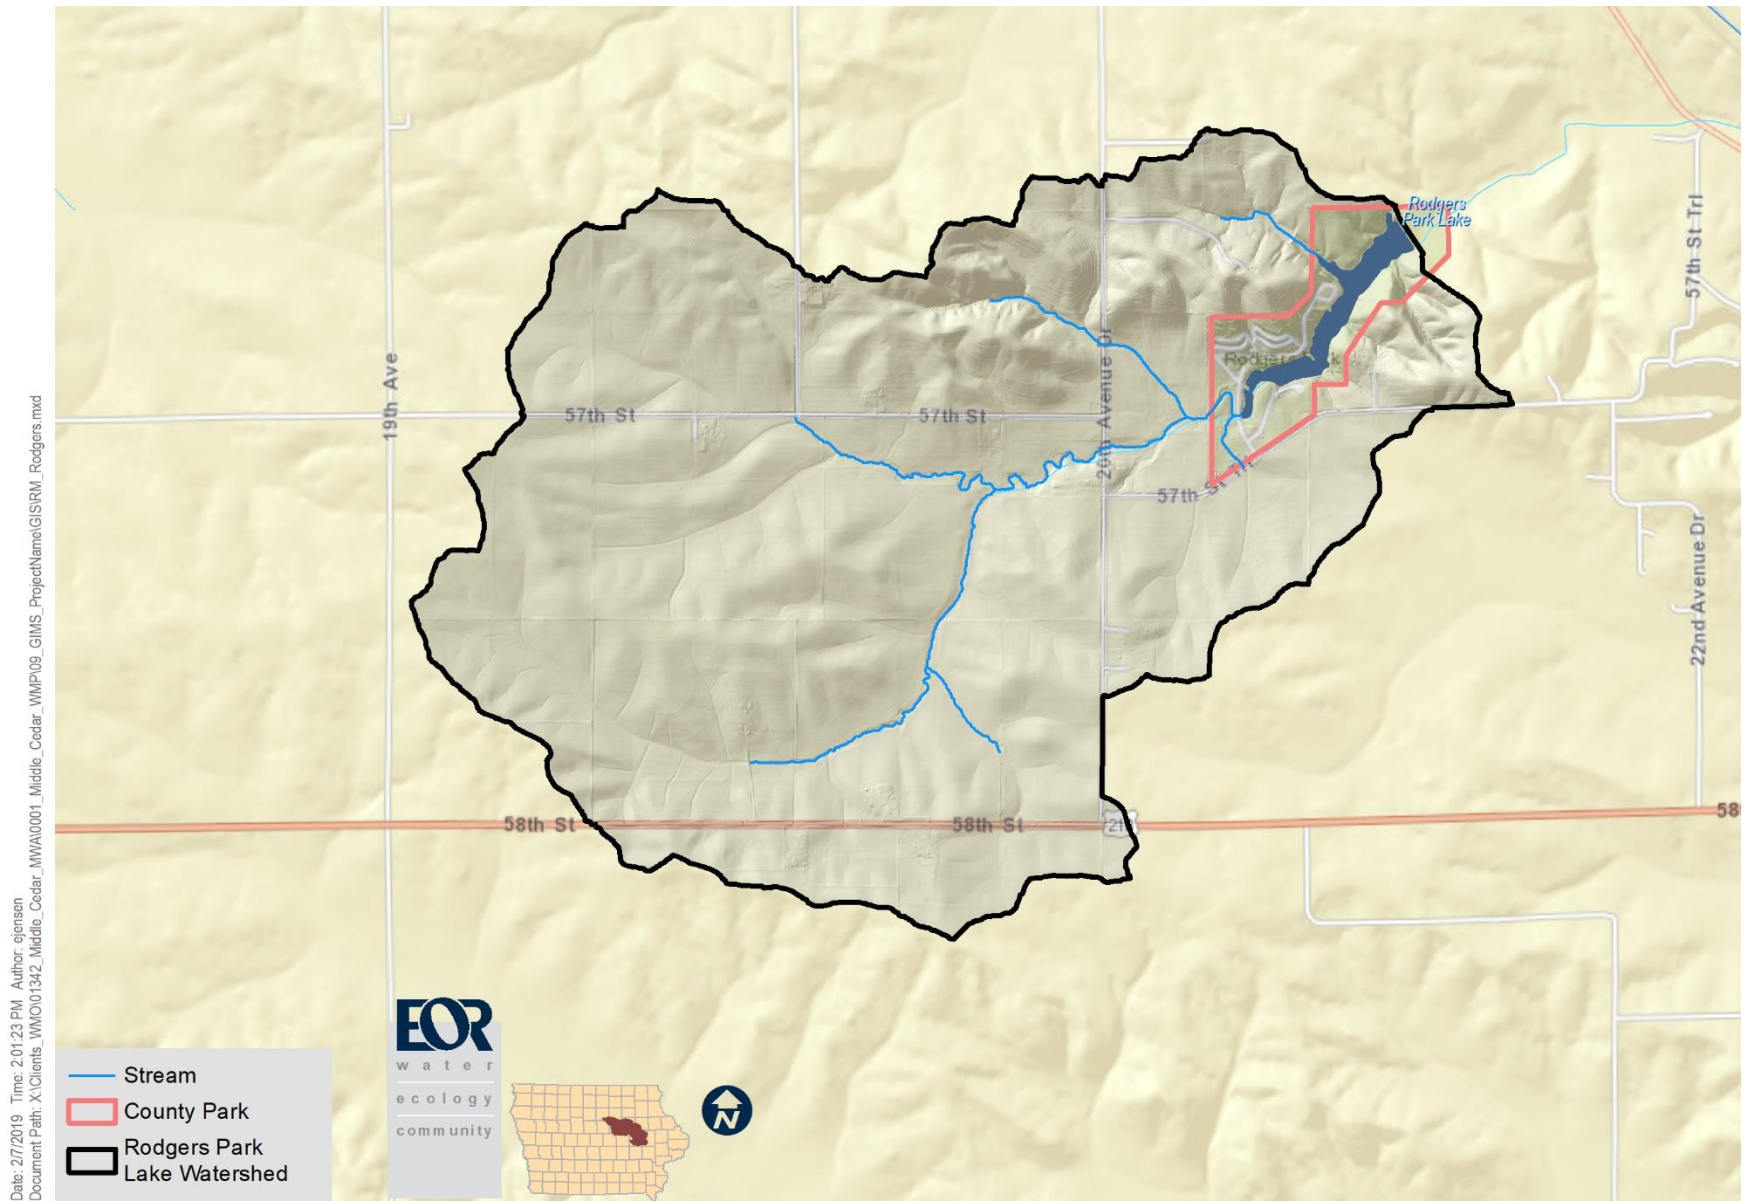 Rodgers
Park Lake
57th St Trl
19th Ave
20th Avenue Dr
57th St
57th St
57th St Trl
22nd Avenue Dr
58th St
58th St
58
Stream
County Park
Rodgers Park
Lake Watershed
EOR
water
ecology
community
N
Date: 2/7/2019 Time: 2:01:23 PM Author: ejensen
Document Path: X:\Clients_WMO\01342_Middle_Cedar_MWA\0001_Middle_Cedar_WMP\09_GIMS_ProjectName\GIS\RM_Rodgers.mxd